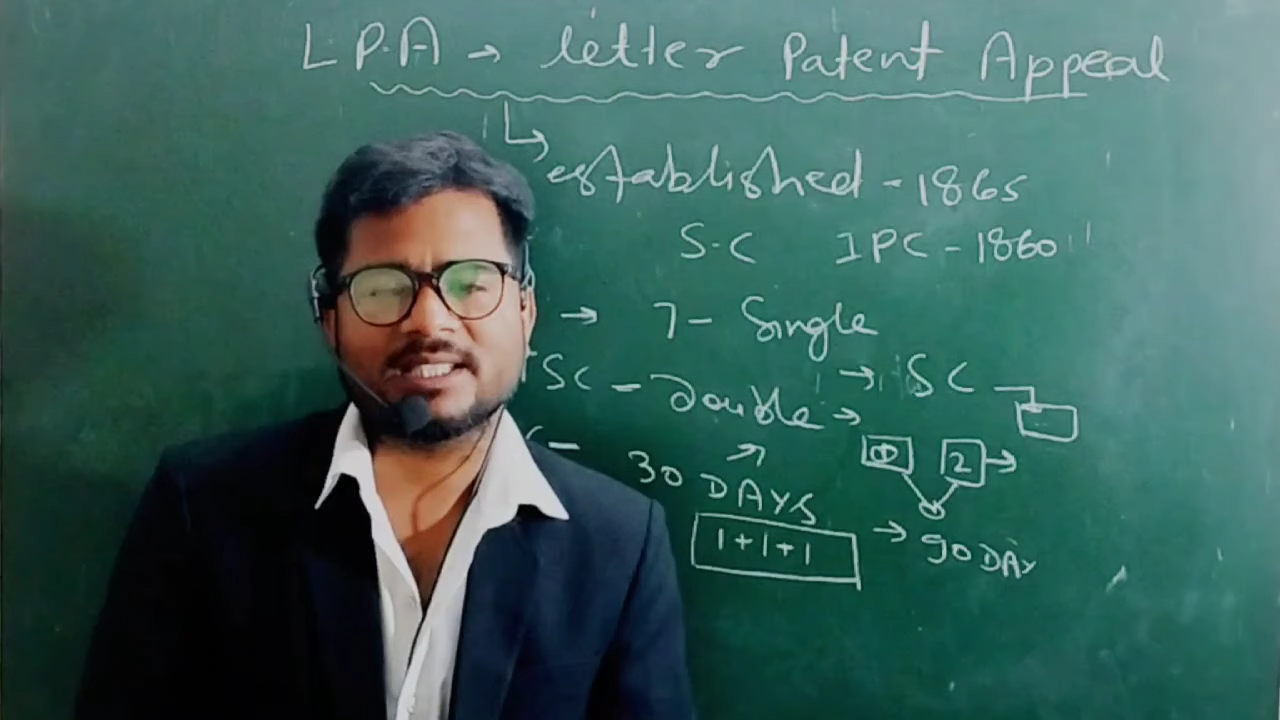 L P.A → letter Patent Appeal
↳ established - 1865
S.C IPC - 1860
→ 7 - Single
SC - Double → → SC
30 DAYS 2 →
1+1+1 → 90 DAY